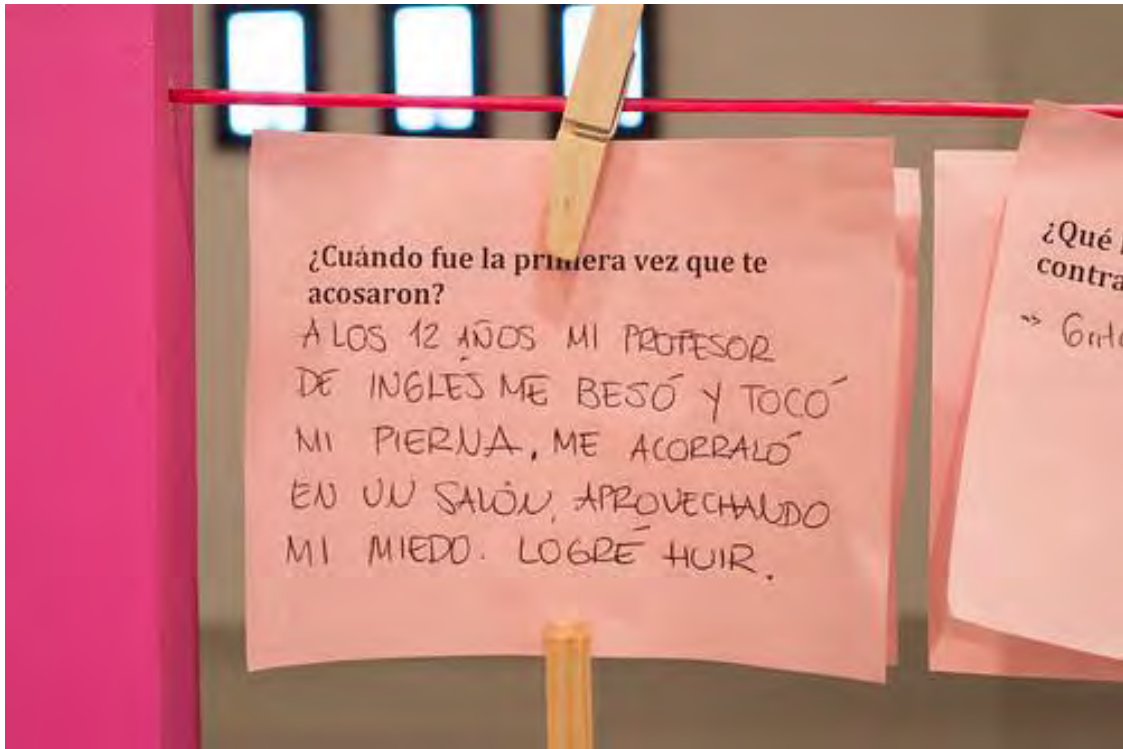 ¿Cuándo fue la primera vez que te
acosaron?
A LOS 12 AÑOS MI PROFESOR
DE INGLÉS ME BESÓ Y TOCÓ
MI PIERNA, ME ACORRALÓ
EN UN SALÓN, APROVECHANDO
MI MIEDO. LOGRÉ HUIR.
¿Qué
contra